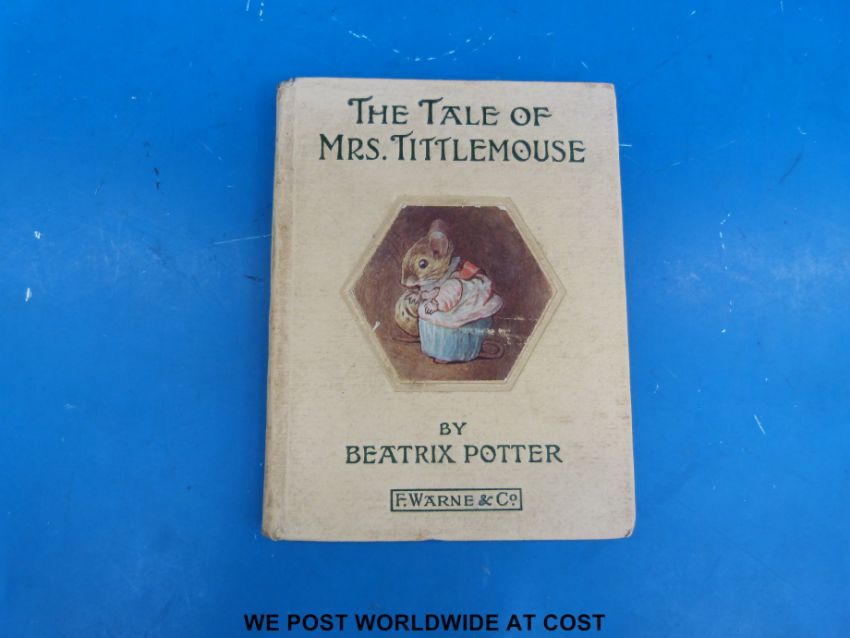 THE TALE OF
MRS. TITTLEMOUSE
BY
BEATRIX POTTER
F. WARNE & Co.
WE POST WORLDWIDE AT COST